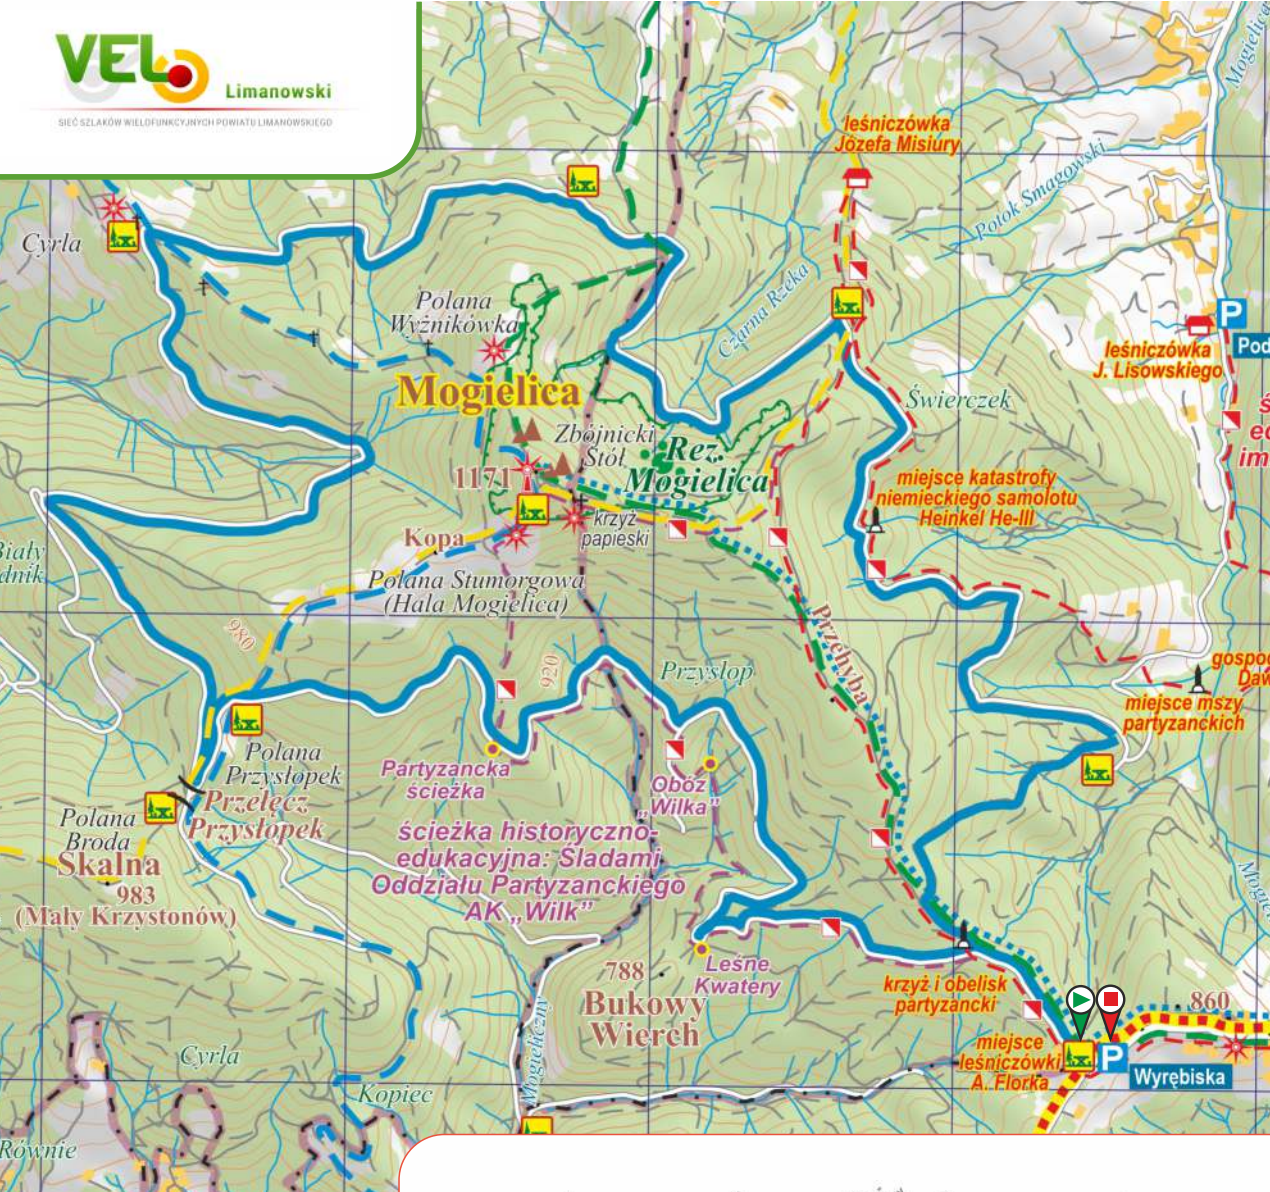 VELO
Limanowski
SIEĆ SZLAKÓW WIELOFUNKCYJNYCH POWIATU LIMANOWSKIEGO
leśniczówka
Józefa Misiury
Potok Smagowski
Cyrla
Polana
Wyżnikówka
Czarna Rzeka
P
Pod
leśniczówka
J. Lisowskiego
Mogielica
Świerczek
Zbójnicki
Stół
Rez.
Mogielica
1171
krzyż
papieski
miejsce katastrofy
niemieckiego samolotu
Heinkel He-III
im
Kopa
Polana Stumorgowa
(Hala Mogielica)
980
920
Przysłop
Przehyba
miejsce mszy
partyzanckich
Polana
Przysłopek
Przełęcz
Przysłopek
Polana
Broda
Skalna
983
(Mały Krzystonów)
Partyzancka
ścieżka
Obóz
„Wilka”
ścieżka historyczno-
edukacyjna: Śladami
Oddziału Partyzanckiego
AK „Wilk”
Leśne
Kwatery
788
Bukowy
Wierch
krzyż i obelisk
partyzancki
860
miejsce
leśniczówki
A. Florka
P
Wyrębiska
Mogieliczny
Cyrla
Kopiec
Równie